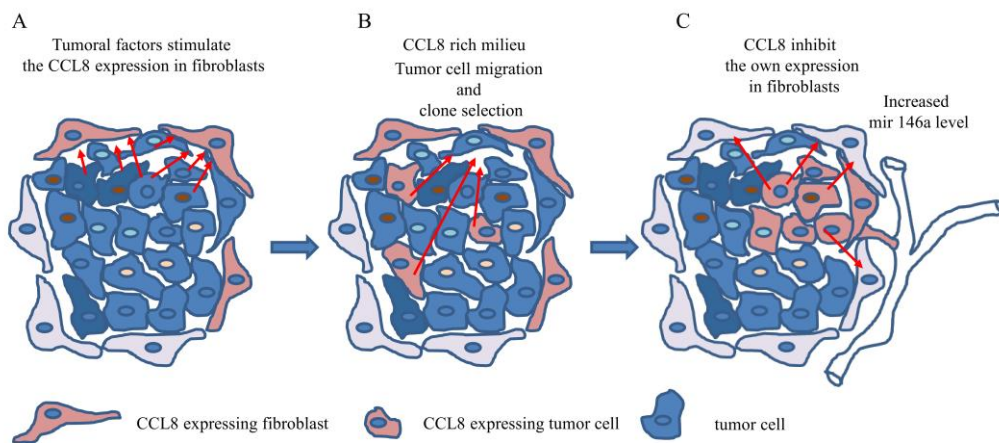 A
Tumoral factors stimulate
the CCL8 expression in fibroblasts
B
CCL8 rich milieu
Tumor cell migration
and
clone selection
C
CCL8 inhibit
the own expression
in fibroblasts
Increased
mir 146a level
CCL8 expressing fibroblast
CCL8 expressing tumor cell
tumor cell